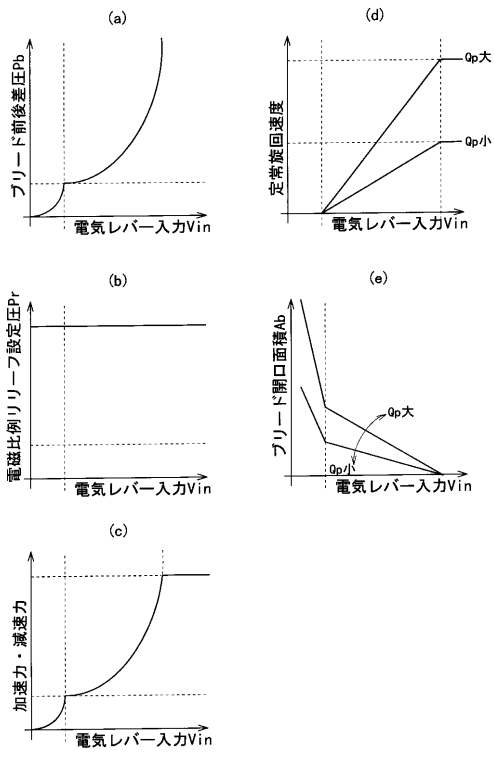 (a)
ブリード前後差圧Pb
電気レバー入力Vin
(b)
電磁比例リリーフ設定圧Pr
電気レバー入力Vin
(c)
加速力・減速力
電気レバー入力Vin
(d)
定常旋回速度
Qp大
Qp小
電気レバー入力Vin
(e)
ブリード開口面積Ab
Qp大
Qp小
電気レバー入力Vin